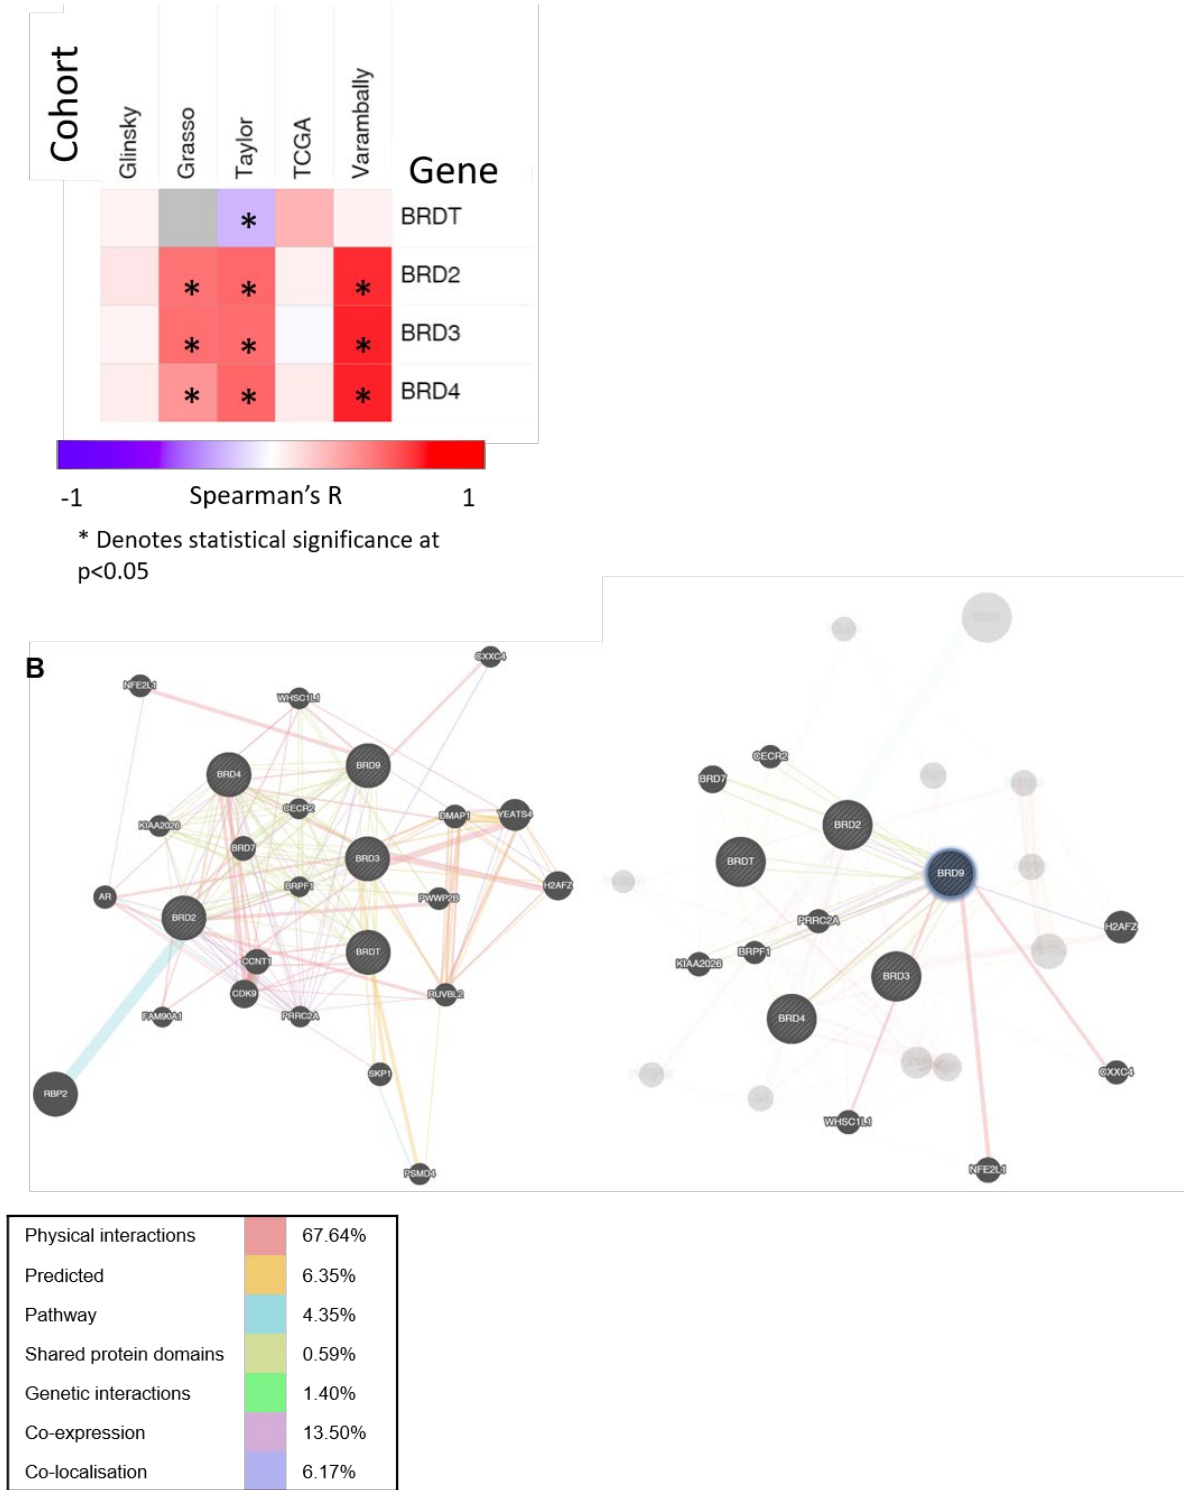 Cohort
Glinsky
Grasso
Taylor
TCGA
Varambally
Gene
BRDT
*
BRD2
* * *
BRD3
* * *
BRD4
* * *
-1 Spearman's R 1
* Denotes statistical significance at
p<0.05
B
CXXC4
NFE2L1
WHSC1L1
BRD4
BRD9
CECR2
KIAA2026
DMAP1
YEATS4
BRD7
BRD3
BRPF1
H2AFZ
AR
PWWP2B
BRD2
BRDT
CCNT1
CDK9
RUVBL2
FAM90A1
PRRC2A
SKP1
RBP2
PSMD4
CECR2
BRD7
BRD2
BRDT
BRD9
PRRC2A
H2AFZ
BRPF1
KIAA2026
BRD3
BRD4
CXXC4
WHSC1L1
NFE2L1
Physical interactions 67.64%
Predicted 6.35%
Pathway 4.35%
Shared protein domains 0.59%
Genetic interactions 1.40%
Co-expression 13.50%
Co-localisation 6.17%